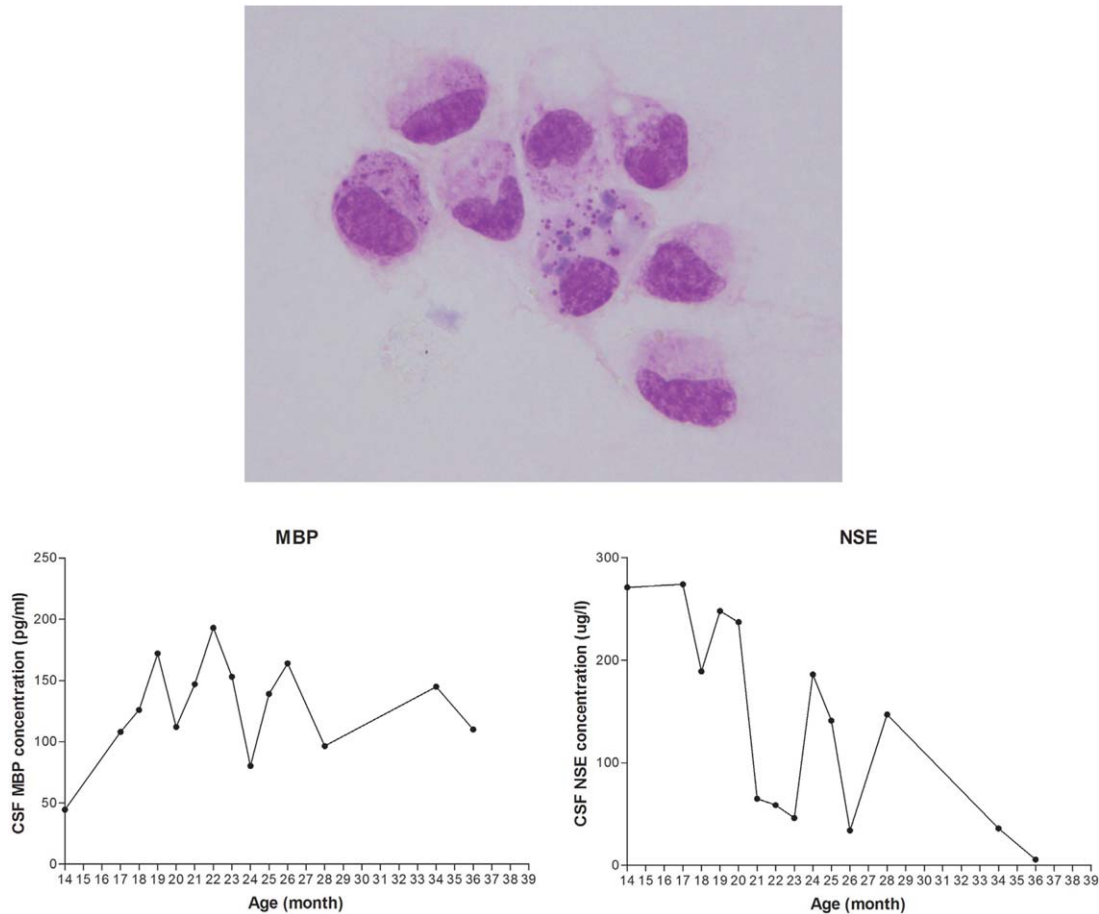 MBP
CSF MBP concentration (pg/ml)
250
200
150
100
50
0
14 15 16 17 18 19 20 21 22 23 24 25 26 27 28 29 30 31 32 33 34 35 36 37 38 39
Age (month)
NSE
CSF NSE concentration (ug/l)
300
200
100
0
14 15 16 17 18 19 20 21 22 23 24 25 26 27 28 29 30 31 32 33 34 35 36 37 38 39
Age (month)